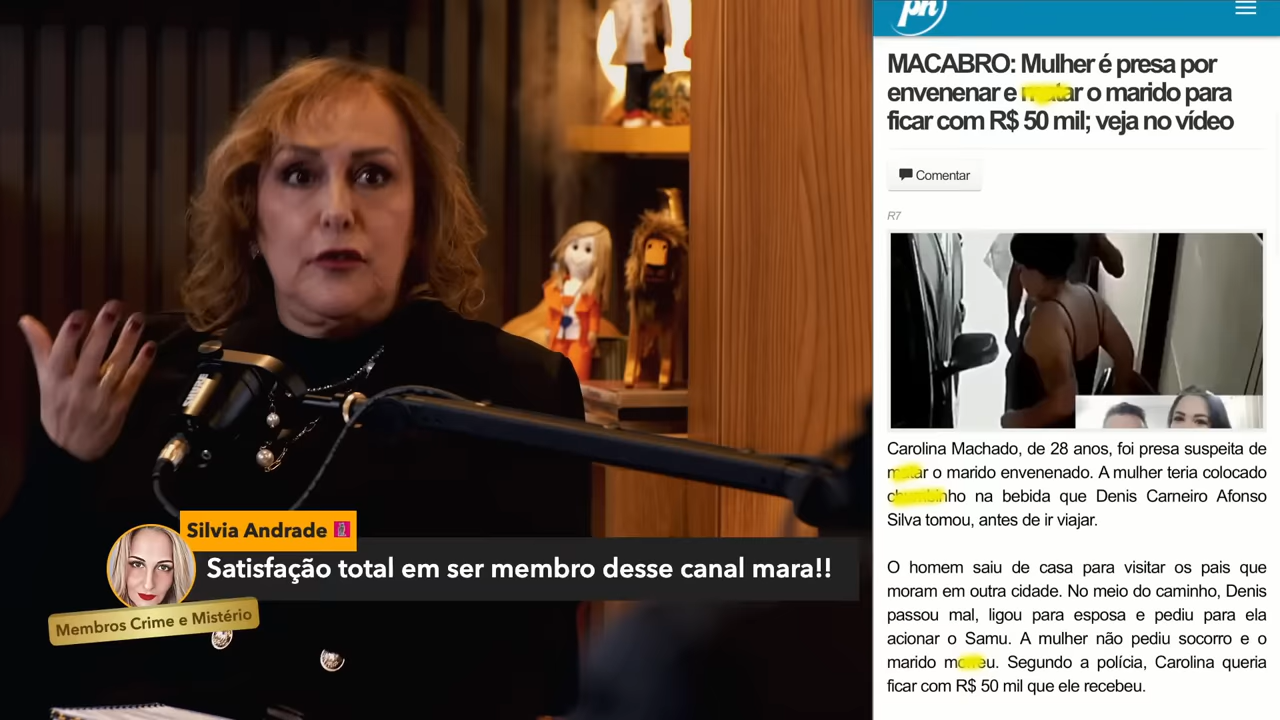 Silvia Andrade
Satisfação total em ser membro desse canal mara!!
Membros Crime e Mistério
pn
MACABRO: Mulher é presa por
envenenar e matar o marido para
ficar com R$ 50 mil; veja no vídeo
Comentar
R7
Carolina Machado, de 28 anos, foi presa suspeita de
matar o marido envenenado. A mulher teria colocado
chumbinho na bebida que Denis Carneiro Afonso
Silva tomou, antes de ir viajar.
O homem saiu de casa para visitar os pais que
moram em outra cidade. No meio do caminho, Denis
passou mal, ligou para esposa e pediu para ela
acionar o Samu. A mulher não pediu socorro e o
marido morreu. Segundo a polícia, Carolina queria
ficar com R$ 50 mil que ele recebeu.